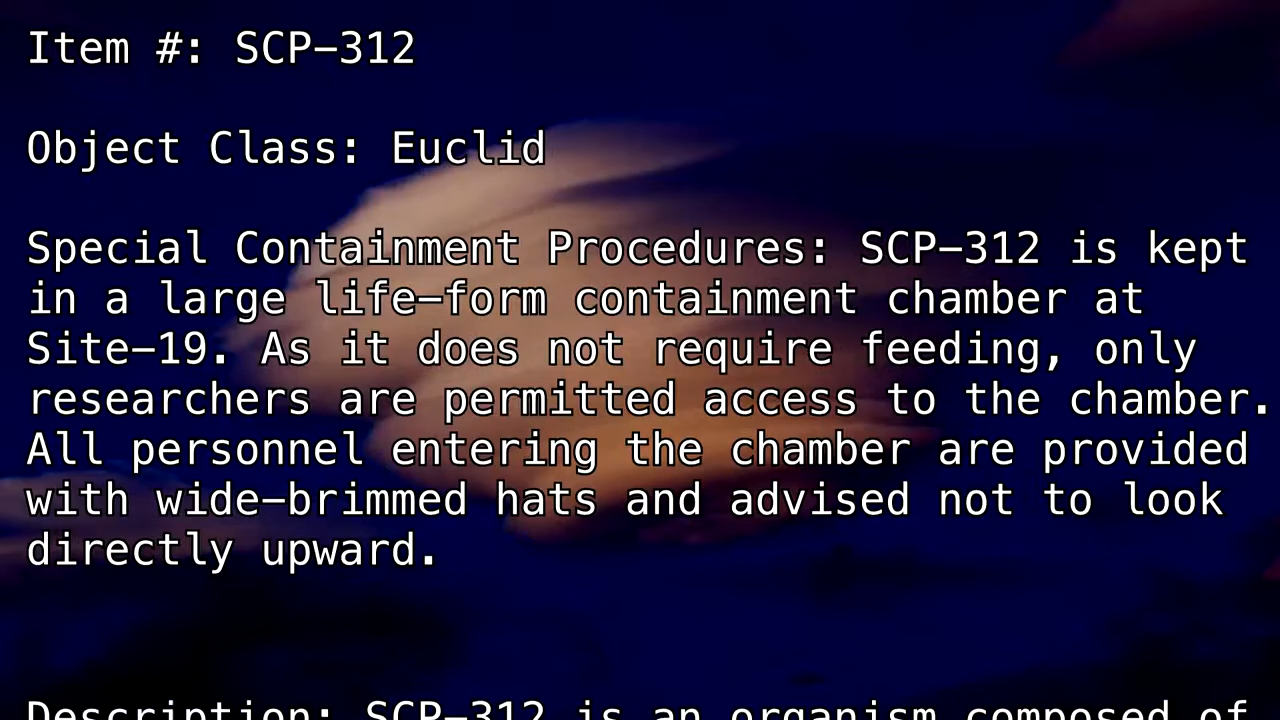 Item #: SCP-312
Object Class: Euclid
Special Containment Procedures: SCP-312 is kept
in a large life-form containment chamber at
Site-19. As it does not require feeding, only
researchers are permitted access to the chamber.
All personnel entering the chamber are provided
with wide-brimmed hats and advised not to look
directly upward.
Description: SCP-312 is an organism composed of